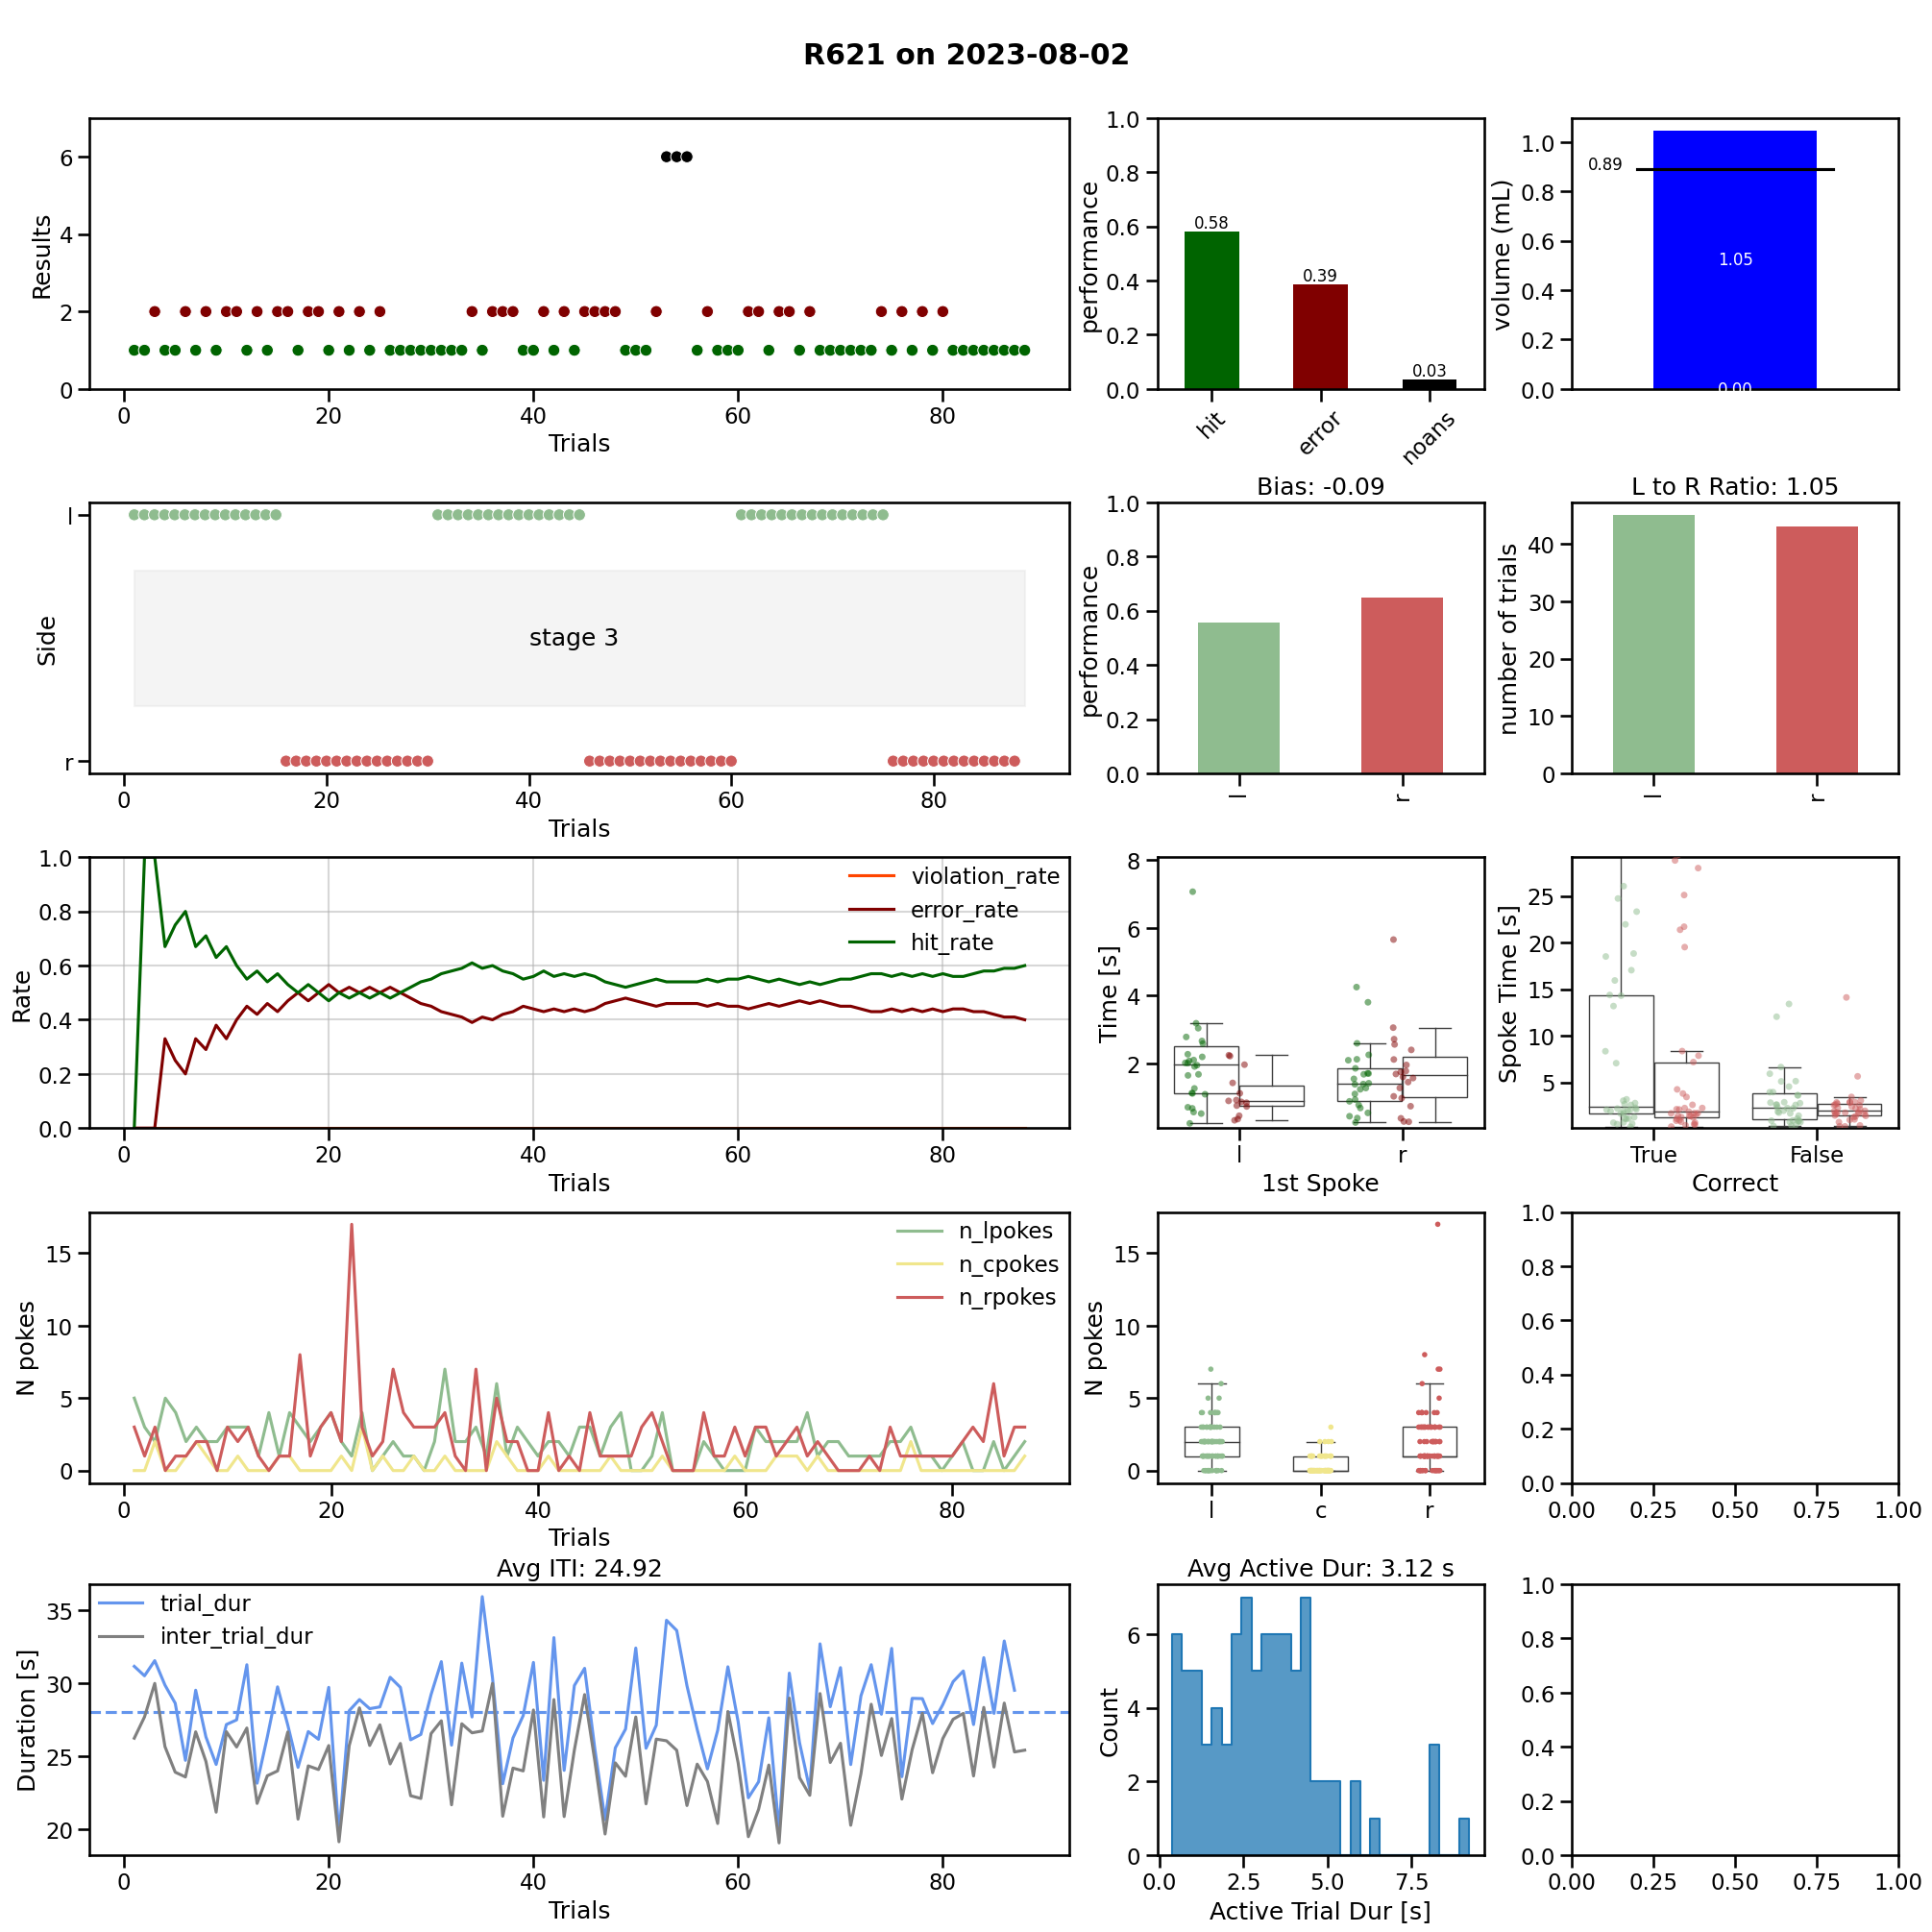 R621 on 2023-08-02
Results
6
4
2
0
0 20 40 60 80
Trials
performance
1.0
0.8
0.6
0.4
0.2
0.0
0.58
0.39
0.03
hit error noans
volume (mL)
1.0
0.8
0.6
0.4
0.2
0.0
0.89
1.05
0.00
Side
l
stage 3
r
0 20 40 60 80
Trials
Bias: -0.09
performance
1.0
0.8
0.6
0.4
0.2
0.0
l r
L to R Ratio: 1.05
number of trials
40
30
20
10
0
l r
Rate
1.0
0.8
0.6
0.4
0.2
0.0
violation_rate
error_rate
hit_rate
0 20 40 60 80
Trials
Time [s]
8
6
4
2
l r
1st Spoke
Spoke Time [s]
25
20
15
10
5
True False
Correct
N pokes
15
10
5
0
n_lpokes
n_cpokes
n_rpokes
0 20 40 60 80
Trials
N pokes
15
10
5
0
l c r
1.0
0.8
0.6
0.4
0.2
0.0
0.00 0.25 0.50 0.75 1.00
Avg ITI: 24.92
Duration [s]
35
30
25
20
trial_dur
inter_trial_dur
0 20 40 60 80
Trials
Avg Active Dur: 3.12 s
Count
6
4
2
0
0.0 2.5 5.0 7.5
Active Trial Dur [s]
1.0
0.8
0.6
0.4
0.2
0.0
0.00 0.25 0.50 0.75 1.00